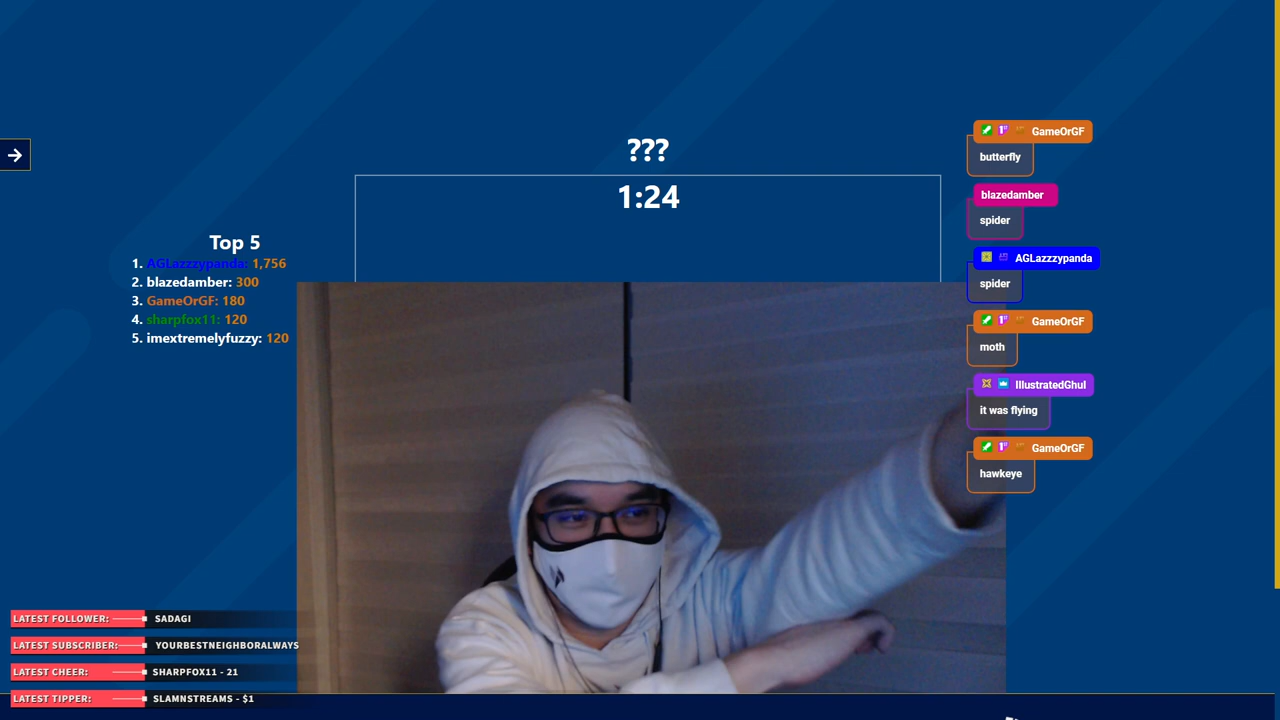 ???
1:24
Top 5
1. AGLazzzypanda: 1,756
2. blazedamber: 300
3. GameOrGF: 180
4. sharpfox11: 120
5. imextremelyfuzzy: 120
GameOrGF
butterfly
blazedamber
spider
AGLazzzypanda
spider
GameOrGF
moth
IllustratedGhul
it was flying
GameOrGF
hawkeye
LATEST FOLLOWER: SADAGI
LATEST SUBSCRIBER: YOURBESTNEIGHBORALWAYS
LATEST CHEER: SHARPFOX11 - 21
LATEST TIPPER: SLAMNSTREAMS - $1